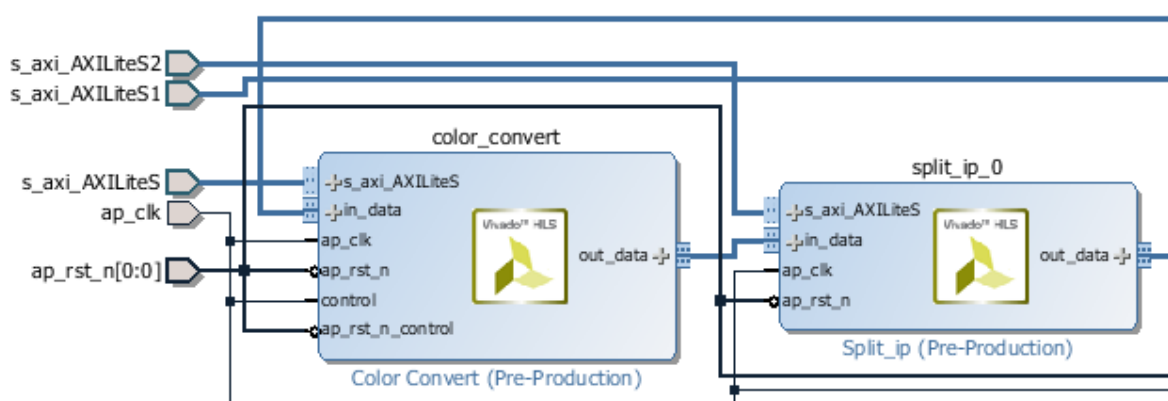 s_axi_AXILiteS2
s_axi_AXILiteS1
s_axi_AXILiteS
ap_clk
ap_rst_n[0:0]
color_convert
s_axi_AXILiteS
in_data
ap_clk
ap_rst_n
control
ap_rst_n_control
Vivado™ HLS
out_data
Color Convert (Pre-Production)
split_ip_0
s_axi_AXILiteS
in_data
ap_clk
ap_rst_n
Vivado™ HLS
out_data
Split_ip (Pre-Production)